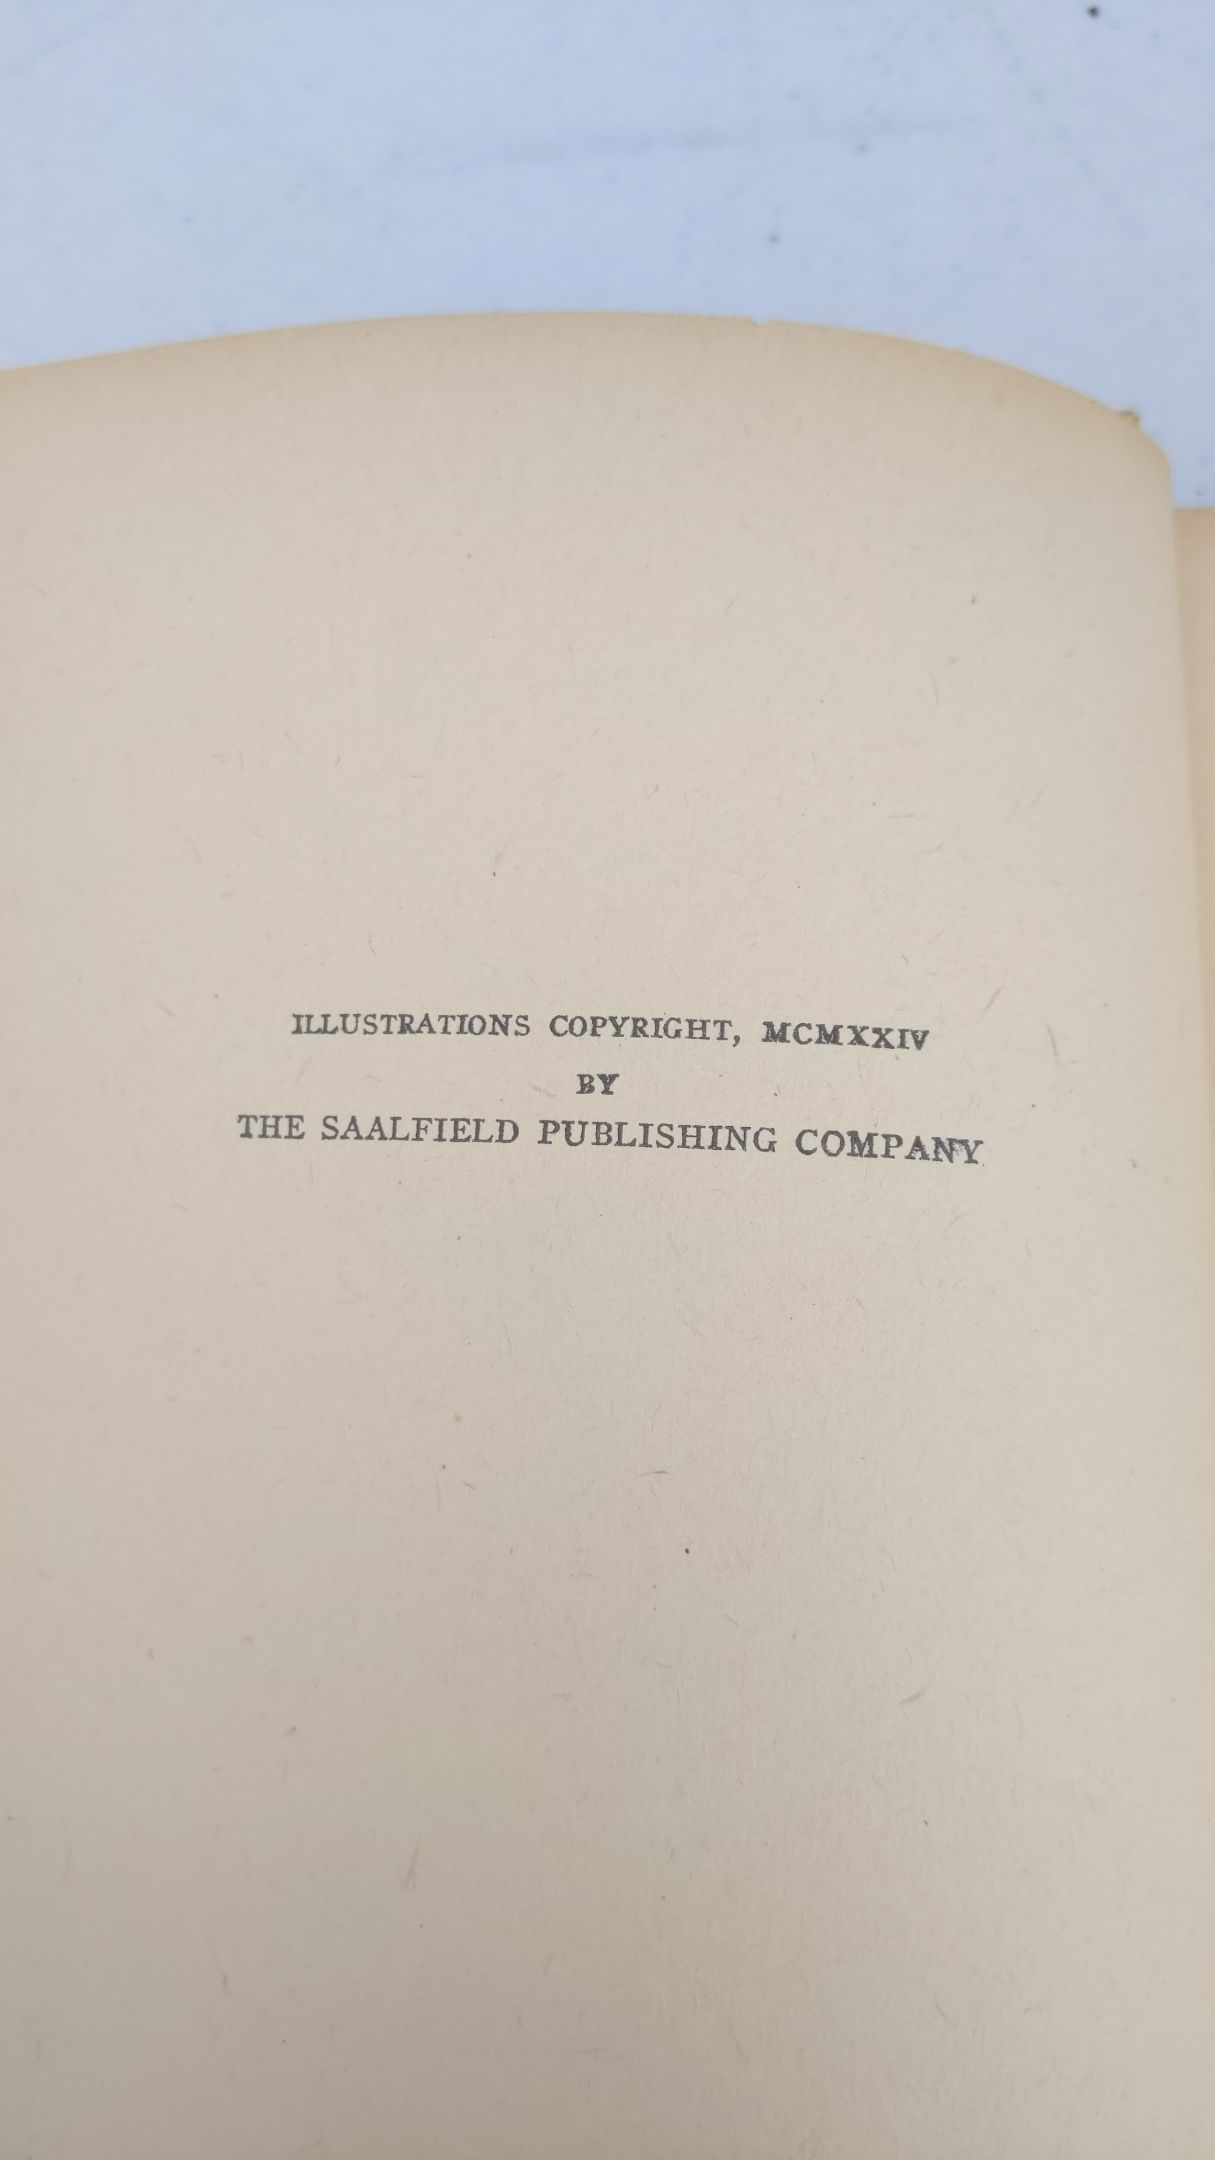 ILLUSTRATIONS COPYRIGHT, MCMXXIV
BY
THE SAALFIELD PUBLISHING COMPANY